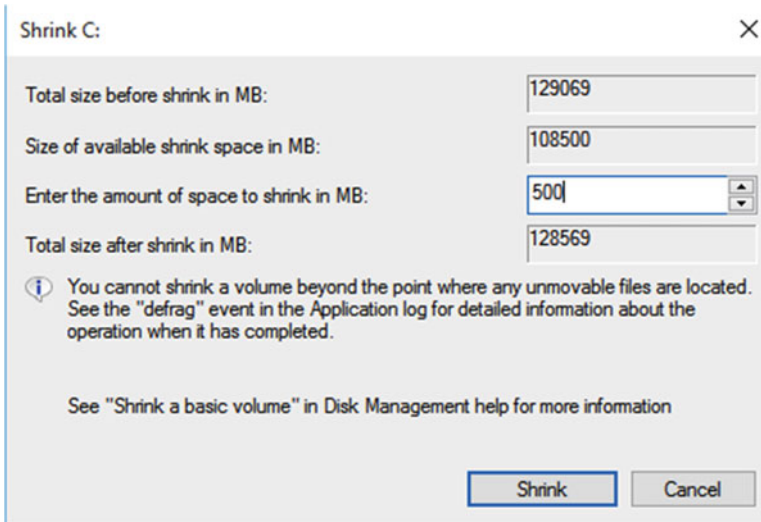 Shrink C:
Total size before shrink in MB: 129069
Size of available shrink space in MB: 108500
Enter the amount of space to shrink in MB: 500
Total size after shrink in MB: 128569
You cannot shrink a volume beyond the point where any unmovable files are located.
See the "defrag" event in the Application log for detailed information about the
operation when it has completed.
See "Shrink a basic volume" in Disk Management help for more information
Shrink Cancel